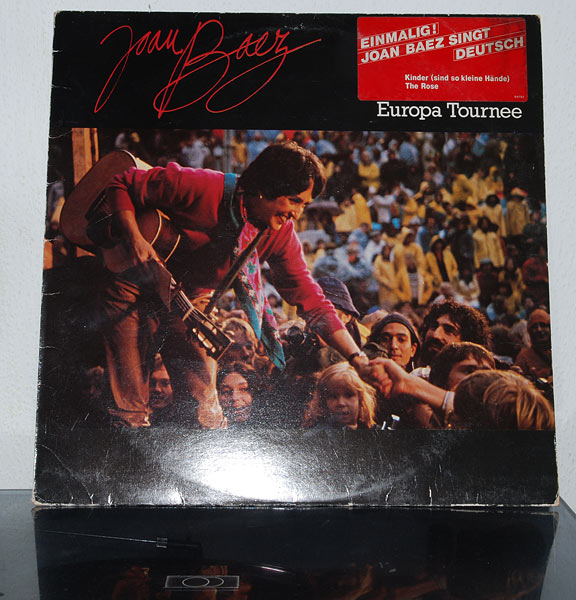 Joan Baez
EINMALIG!
JOAN BAEZ SINGT
DEUTSCH
Kinder (sind so kleine Hände)
The Rose
Europa Tournee